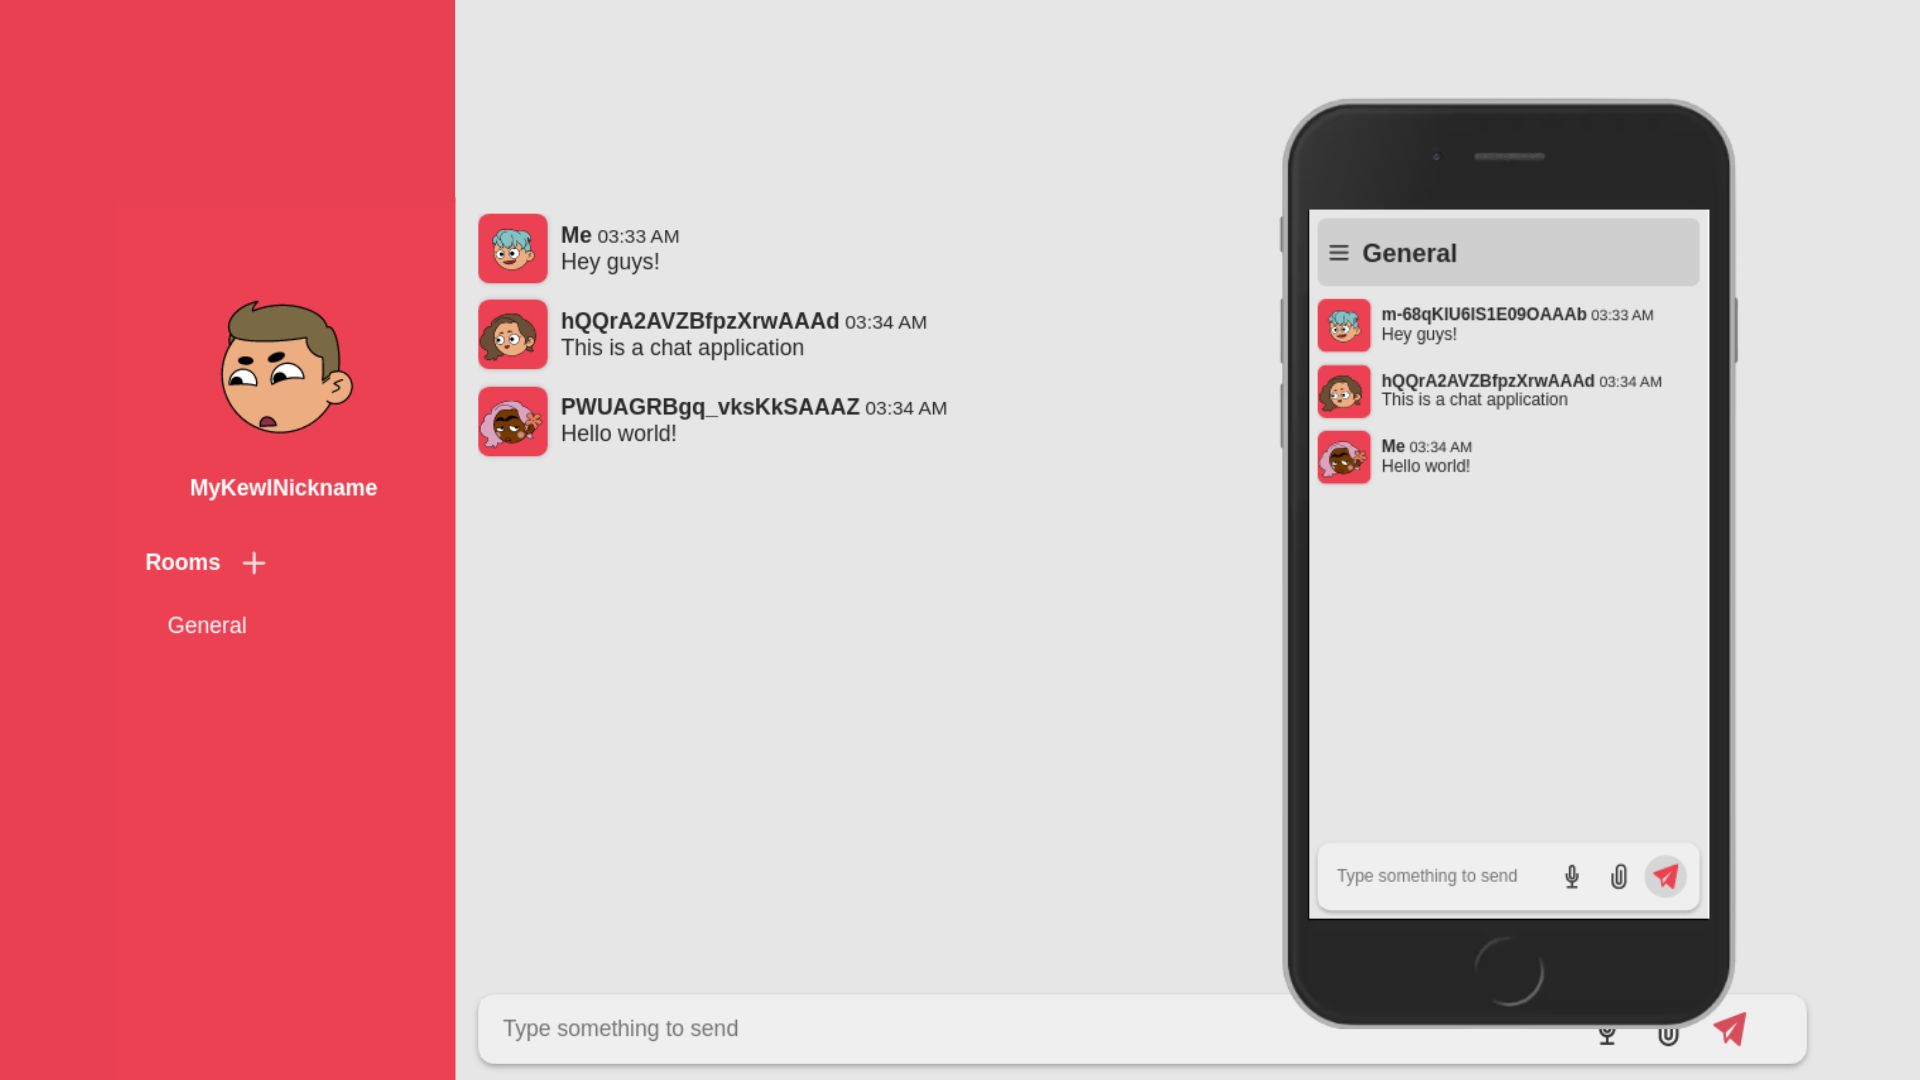 MyKewlNickname
Rooms
General
Me 03:33 AM
Hey guys!
hQQrA2AVZBfpzXrwAAAd 03:34 AM
This is a chat application
PWUAGRBgq_vksKkSAAAZ 03:34 AM
Hello world!
Type something to send
General
m-68qKIU6IS1E09OAAAb 03:33 AM
Hey guys!
hQQrA2AVZBfpzXrwAAAd 03:34 AM
This is a chat application
Me 03:34 AM
Hello world!
Type something to send